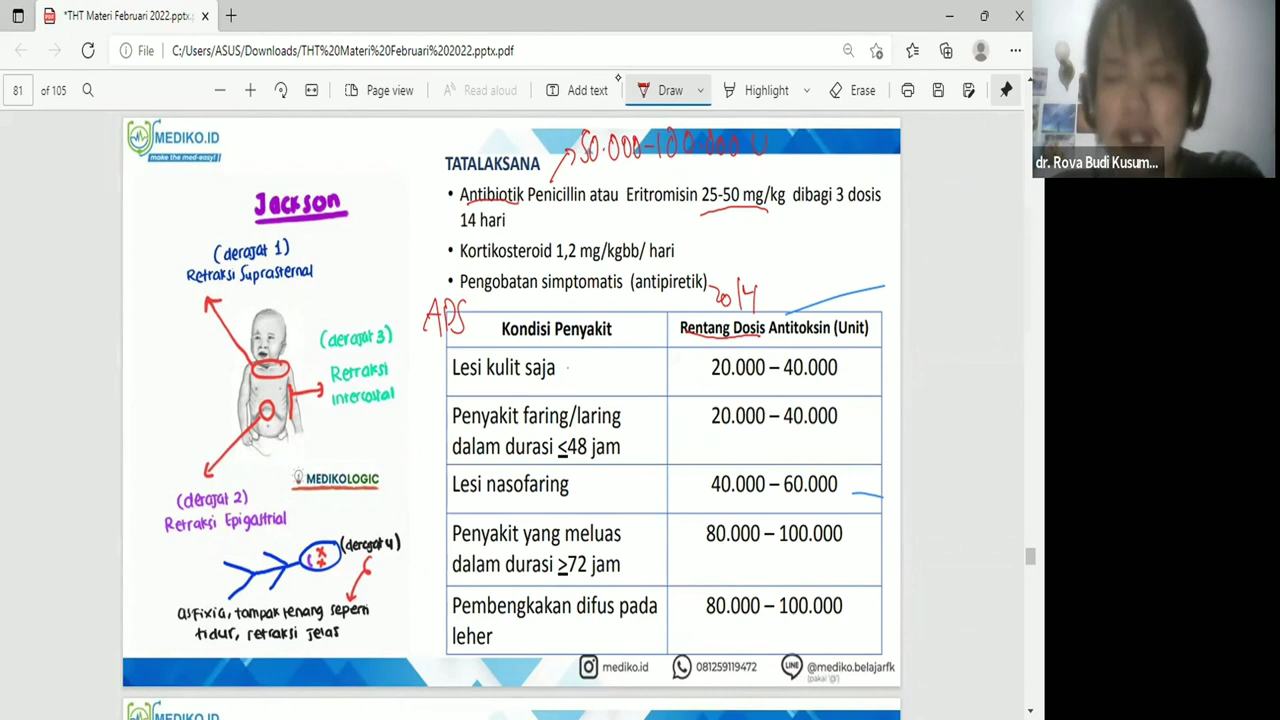 *THT Materi Februari 2022.pptx.
File
C:/Users/ASUS/Downloads/THT%20Materi%20Februari%202022.pptx.pdf
81 of 105
Page view
Read aloud
Add text
Draw
Highlight
Erase
dr. Rova Budi Kusum...
MEDIKO.ID
make the med-easy!
Jackson
(derajat 1)
Retraksi Suprasternal
(derajat 3)
Retraksi
intercostal
MEDIKOLOGIC
(derajat 2)
Retraksi Epigastrial
(derajat 4)
asfixia, tampak tenang seperti
tidur, retraksi jelas
50.000-100.000 U
TATALAKSANA
• Antibiotik Penicillin atau Eritromisin 25-50 mg/kg dibagi 3 dosis
14 hari
• Kortikosteroid 1,2 mg/kgbb/ hari
• Pengobatan simptomatis (antipiretik)
2014
ADS
Kondisi Penyakit Rentang Dosis Antitoksin (Unit)
Lesi kulit saja 20.000 – 40.000
Penyakit faring/laring 20.000 – 40.000
dalam durasi <48 jam
Lesi nasofaring 40.000 – 60.000
Penyakit yang meluas 80.000 – 100.000
dalam durasi >72 jam
Pembengkakan difus pada 80.000 – 100.000
leher
mediko.id 081259119472 @mediko.belajarfk
(pakai '@')
MEDIKO.ID